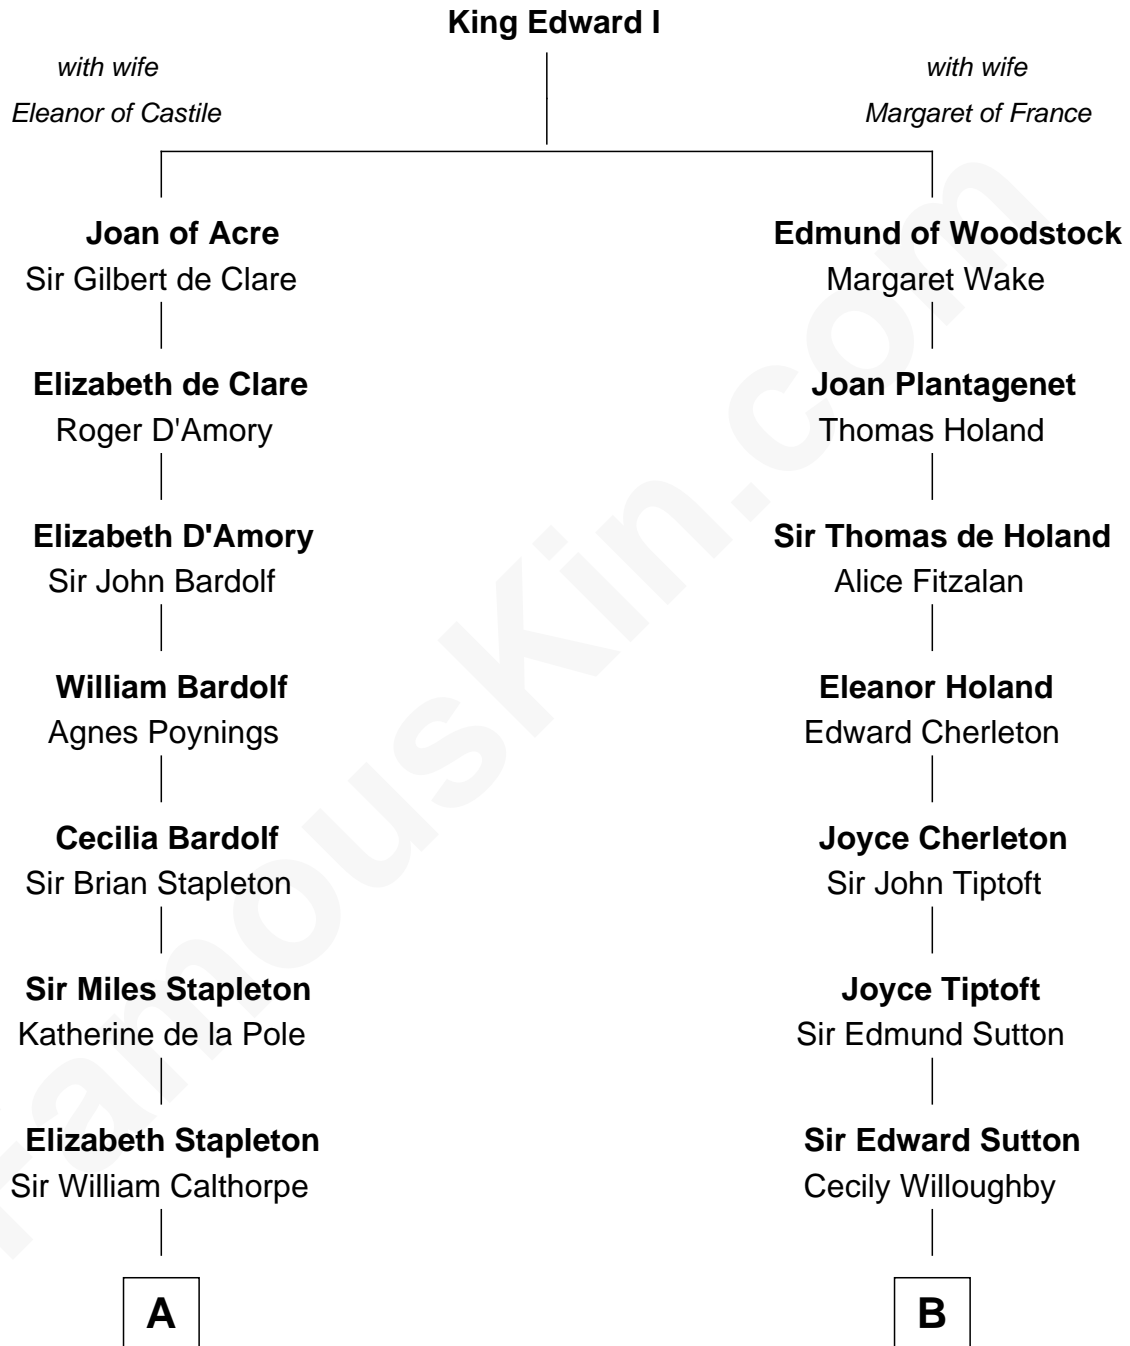 King Edward I
with wife
Eleanor of Castile
with wife
Margaret of France
Joan of Acre
Sir Gilbert de Clare
Edmund of Woodstock
Margaret Wake
Elizabeth de Clare
Roger D'Amory
Joan Plantagenet
Thomas Holand
Elizabeth D'Amory
Sir John Bardolf
Sir Thomas de Holand
Alice Fitzalan
William Bardolf
Agnes Poynings
Eleanor Holand
Edward Cherleton
Cecilia Bardolf
Sir Brian Stapleton
Joyce Cherleton
Sir John Tiptoft
Sir Miles Stapleton
Katherine de la Pole
Joyce Tiptoft
Sir Edmund Sutton
Elizabeth Stapleton
Sir William Calthorpe
Sir Edward Sutton
Cecily Willoughby
A
B
FamousKin.com